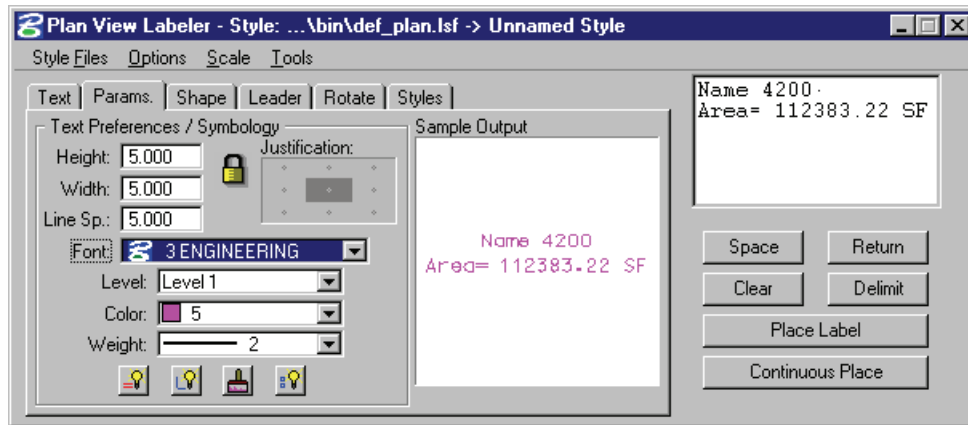 Plan View Labeler - Style: ...\bin\def_plan.lsf -> Unnamed Style
Style Files Options Scale Tools
Text Params. Shape Leader Rotate Styles
Text Preferences / Symbology
Height: 5.000
Width: 5.000
Line Sp.: 5.000
Justification:
Font: 3 ENGINEERING
Level: Level 1
Color: 5
Weight: 2
Sample Output
Name 4200
Area= 112383.22 SF
Name 4200
Area= 112383.22 SF
Space Return
Clear Delimit
Place Label
Continuous Place